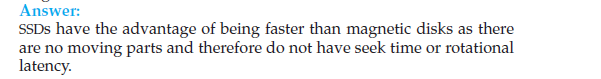 Answer:
SSDs have the advantage of being faster than magnetic disks as there
are no moving parts and therefore do not have seek time or rotational
latency.